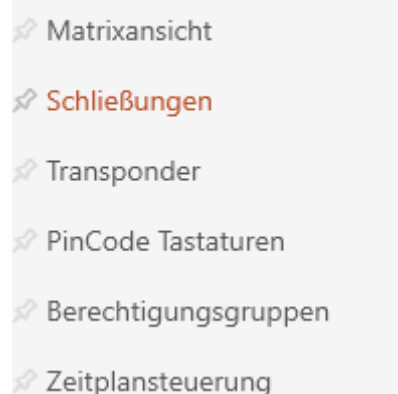 Matrixansicht
Schließungen
Transponder
PinCode Tastaturen
Berechtigungsgruppen
Zeitplansteuerung